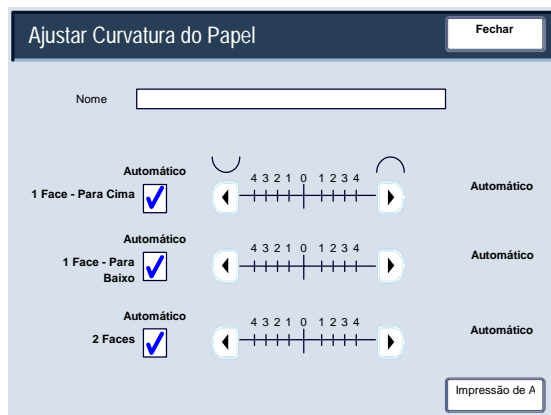 Ajustar Curvatura do Papel
Fechar
Nome
Automático
1 Face - Para Cima
4 3 2 1 0 1 2 3 4
Automático
Automático
1 Face - Para
Baixo
4 3 2 1 0 1 2 3 4
Automático
Automático
2 Faces
4 3 2 1 0 1 2 3 4
Automático
Impressão de A